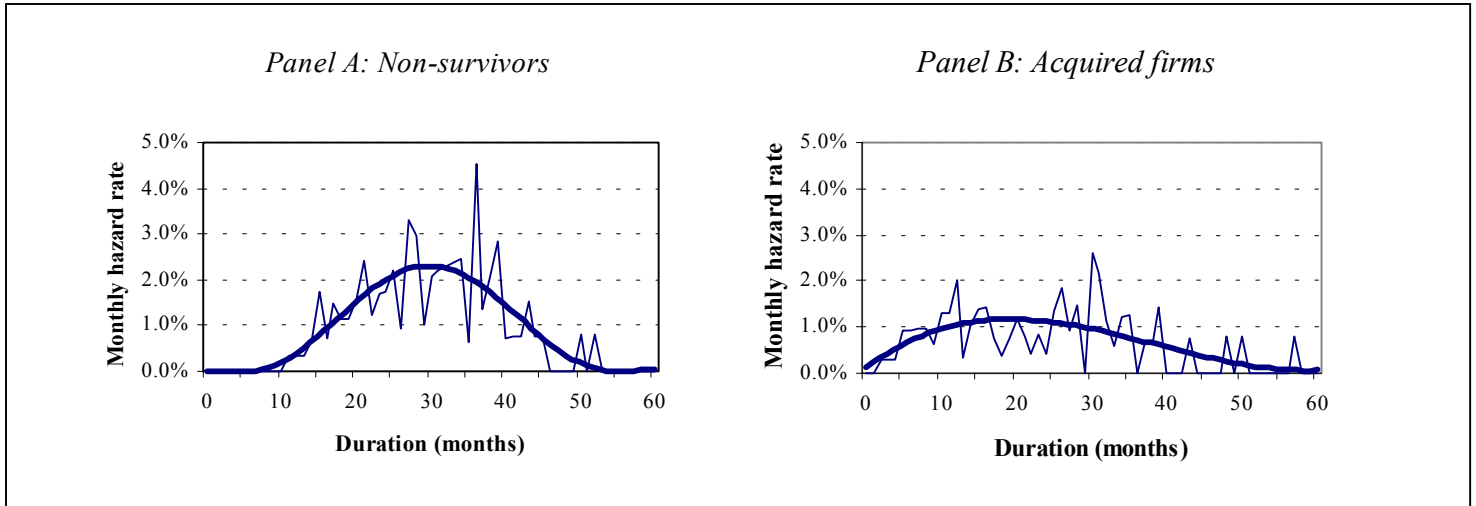 Panel A: Non-survivors
Monthly hazard rate
5.0%
4.0%
3.0%
2.0%
1.0%
0.0%
0 10 20 30 40 50 60
Duration (months)
Panel B: Acquired firms
Monthly hazard rate
5.0%
4.0%
3.0%
2.0%
1.0%
0.0%
0 10 20 30 40 50 60
Duration (months)